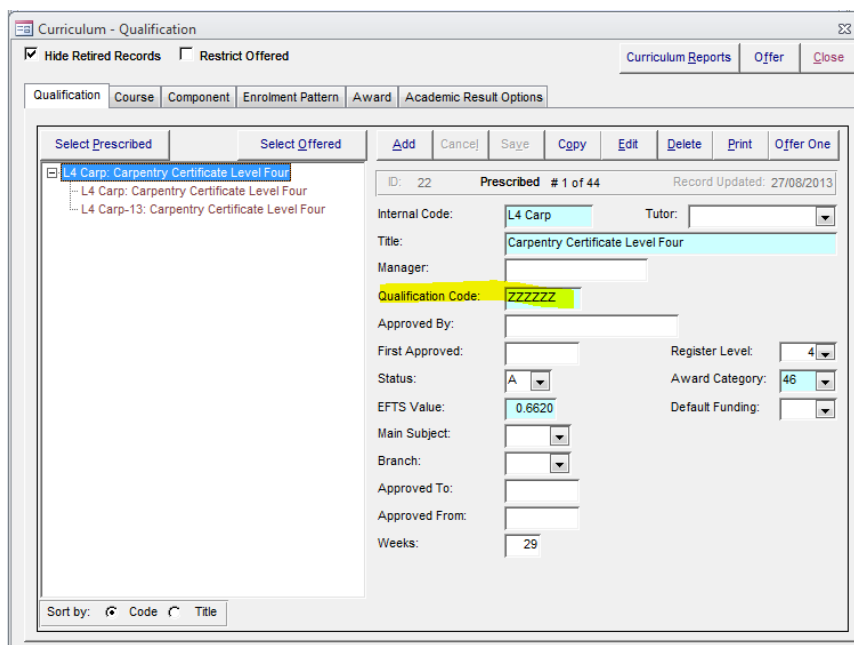 Curriculum - Qualification
Hide Retired Records Restrict Offered
Curriculum Reports Offer Close
Qualification Course Component Enrolment Pattern Award Academic Result Options
Select Prescribed Select Offered Add Cancel Save Copy Edit Delete Print Offer One
L4 Carp: Carpentry Certificate Level Four
L4 Carp: Carpentry Certificate Level Four
L4 Carp-13: Carpentry Certificate Level Four
ID: 22 Prescribed # 1 of 44 Record Updated: 27/08/2013
Internal Code: L4 Carp Tutor:
Title: Carpentry Certificate Level Four
Manager:
Qualification Code: ZZZZZZ
Approved By:
First Approved: Register Level: 4
Status: A Award Category: 46
EFTS Value: 0.6620 Default Funding:
Main Subject:
Branch:
Approved To:
Approved From:
Weeks: 29
Sort by: Code Title